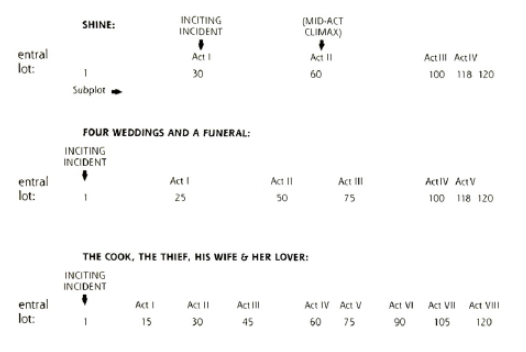 SHINE:
INCITING INCIDENT
(MID-ACT CLIMAX)
Act I Act II Act III Act IV
entral lot:
1 30 60 100 118 120
Subplot
FOUR WEDDINGS AND A FUNERAL:
INCITING INCIDENT
Act I Act II Act III Act IV Act V
entral lot:
1 25 50 75 100 118 120
THE COOK, THE THIEF, HIS WIFE & HER LOVER:
INCITING INCIDENT
Act I Act II Act III Act IV Act V Act VI Act VII Act VIII
entral lot:
1 15 30 45 60 75 90 105 120